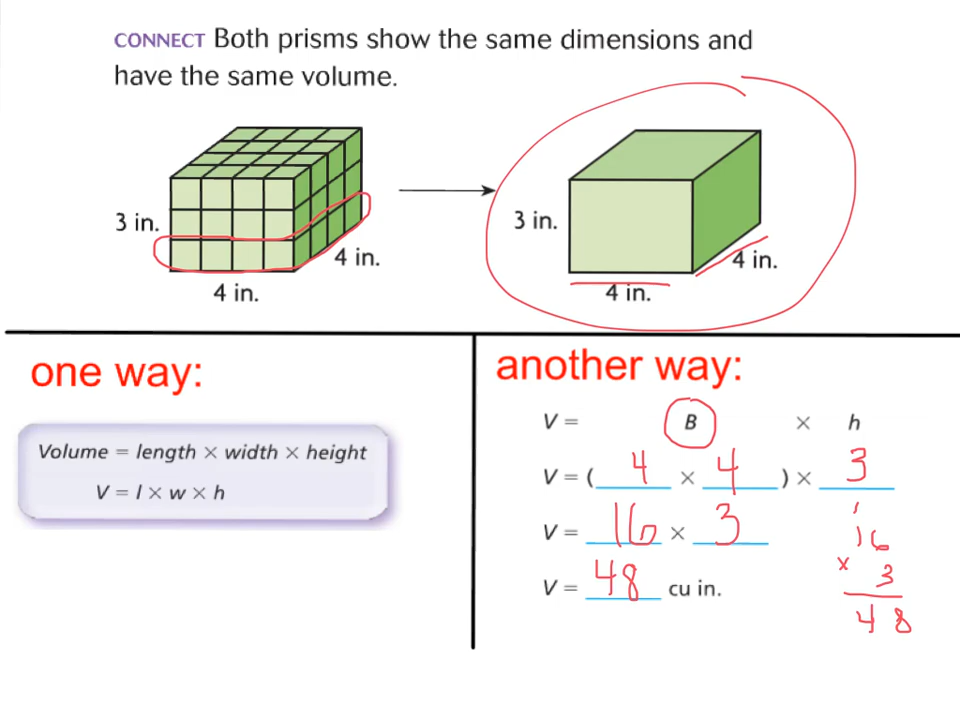 CONNECT Both prisms show the same dimensions and
have the same volume.
3 in.
4 in.
4 in.
3 in.
4 in.
4 in.
one way:
Volume = length × width × height
V = l × w × h
another way:
V = B × h
V = ( 4 × 4 ) × 3
V = 16 × 3
V = 48 cu in.
1
16
x 3
48